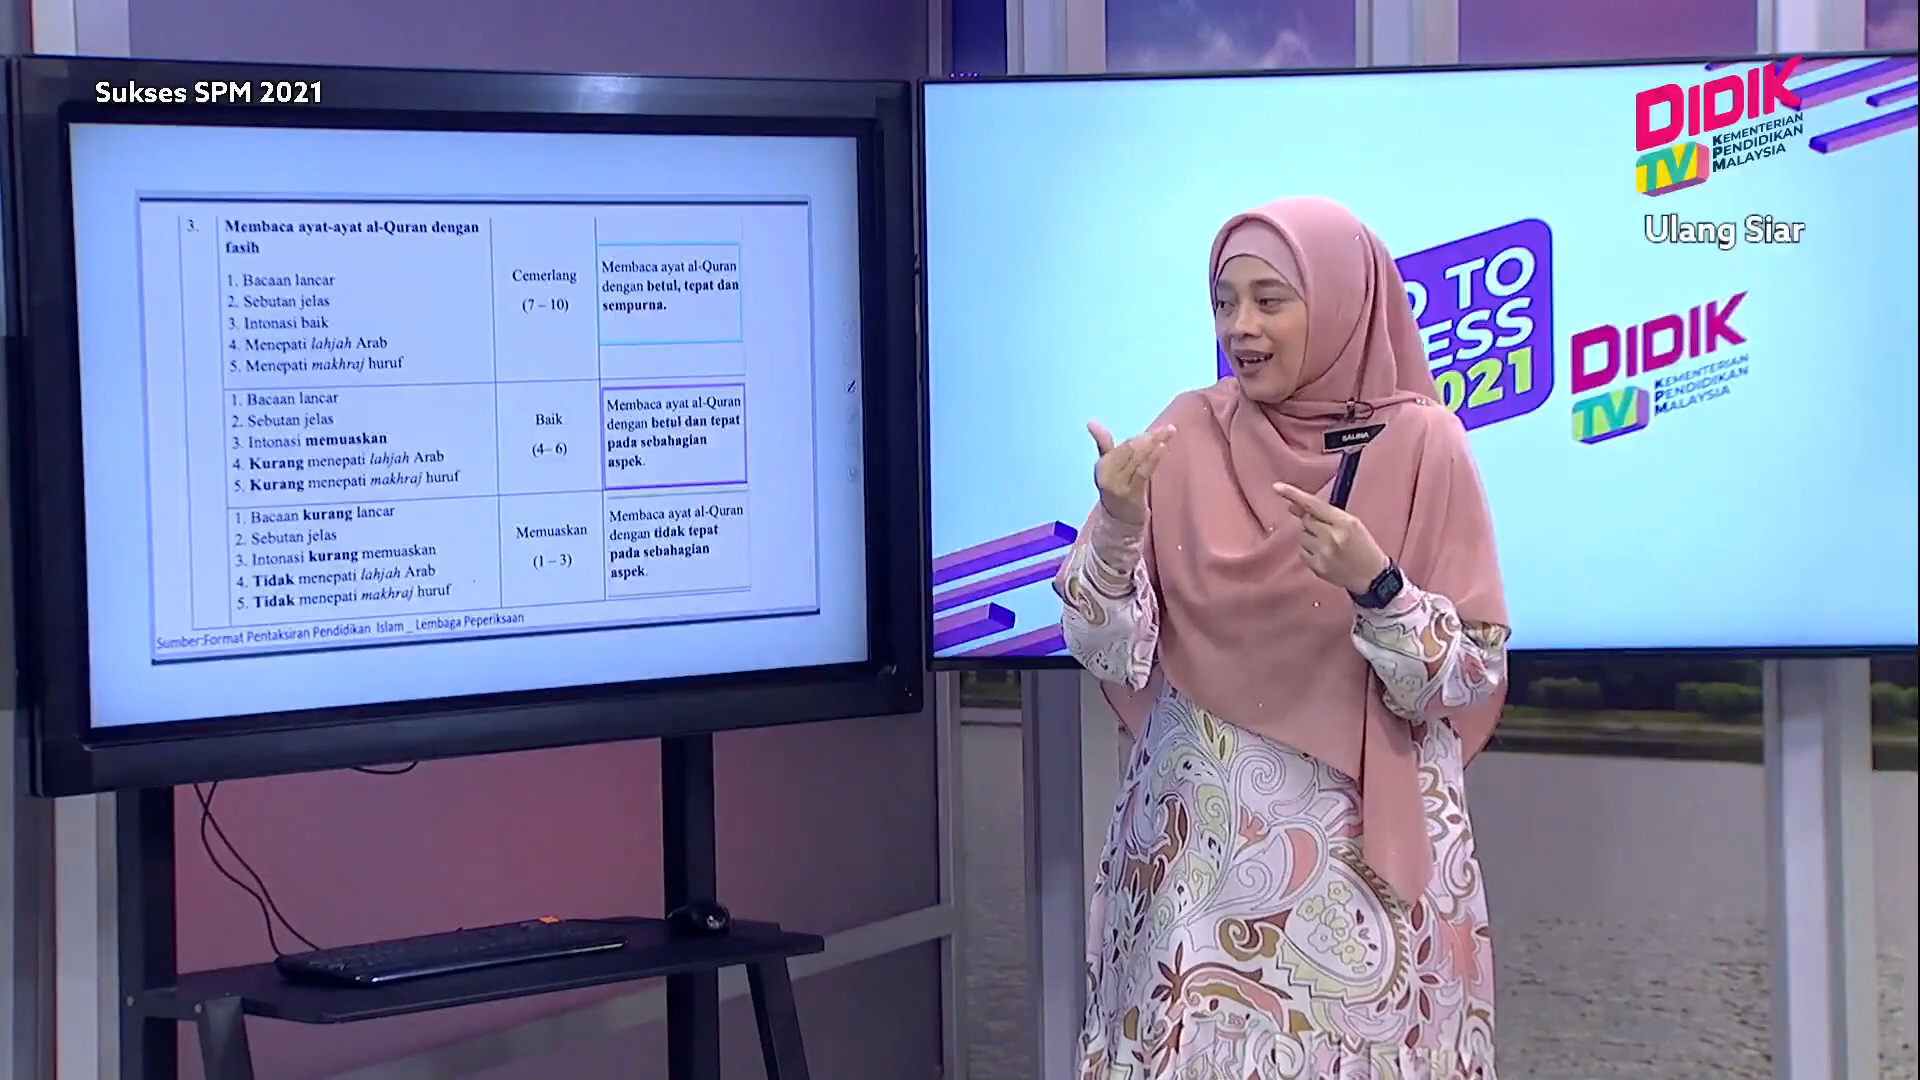 Sukses SPM 2021
3. Membaca ayat-ayat al-Quran dengan
fasih
1. Bacaan lancar
2. Sebutan jelas
3. Intonasi baik
4. Menepati lahjah Arab
5. Menepati makhraj huruf
Cemerlang
(7 – 10)
Membaca ayat al-Quran
dengan betul, tepat dan
sempurna.
1. Bacaan lancar
2. Sebutan jelas
3. Intonasi memuaskan
4. Kurang menepati lahjah Arab
5. Kurang menepati makhraj huruf
Baik
(4– 6)
Membaca ayat al-Quran
dengan betul dan tepat
pada sebahagian
aspek.
1. Bacaan kurang lancar
2. Sebutan jelas
3. Intonasi kurang memuaskan
4. Tidak menepati lahjah Arab
5. Tidak menepati makhraj huruf
Memuaskan
(1 – 3)
Membaca ayat al-Quran
dengan tidak tepat
pada sebahagian
aspek.
Sumber:Format Pentaksiran Pendidikan Islam _ Lembaga Peperiksaan
DIDIK
TV
KEMENTERIAN
PENDIDIKAN
MALAYSIA
Ulang Siar
TO
ESS
2021
DIDIK
TV
KEMENTERIAN
PENDIDIKAN
MALAYSIA
SALINA